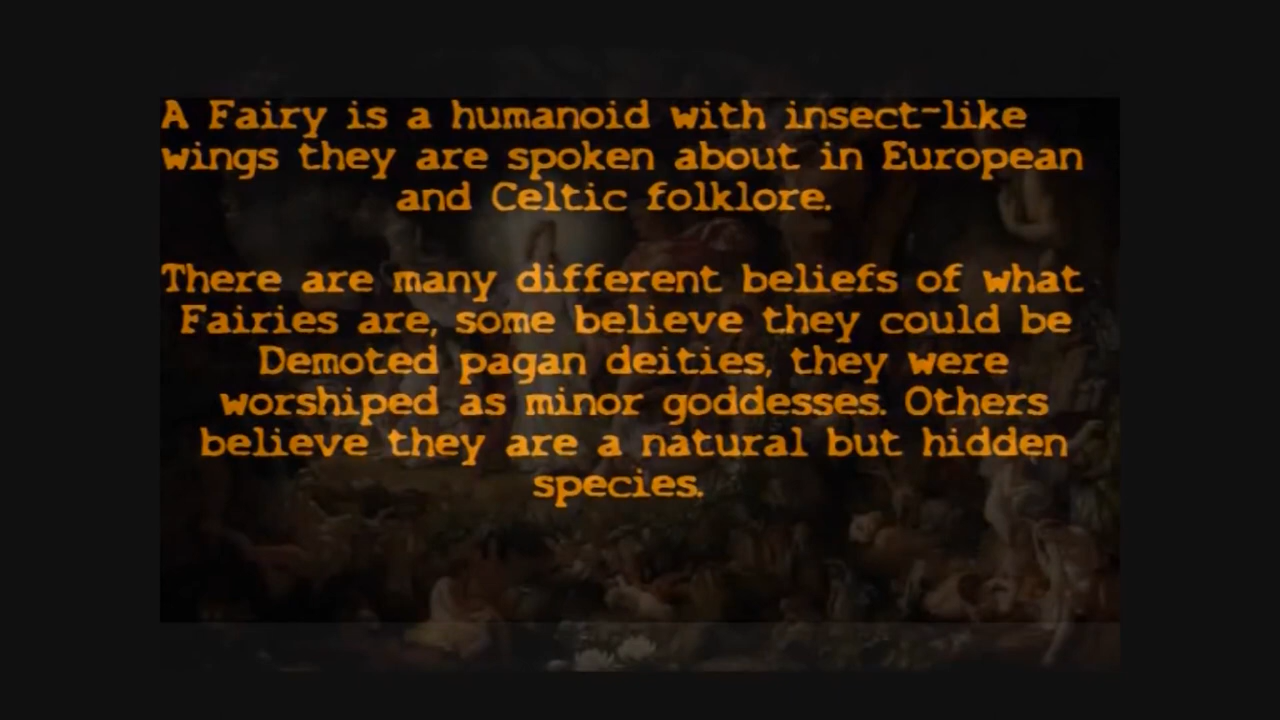 A Fairy is a humanoid with insect-like
wings they are spoken about in European
and Celtic folklore.
There are many different beliefs of what
Fairies are, some believe they could be
Demoted pagan deities, they were
worshiped as minor goddesses. Others
believe they are a natural but hidden
species.